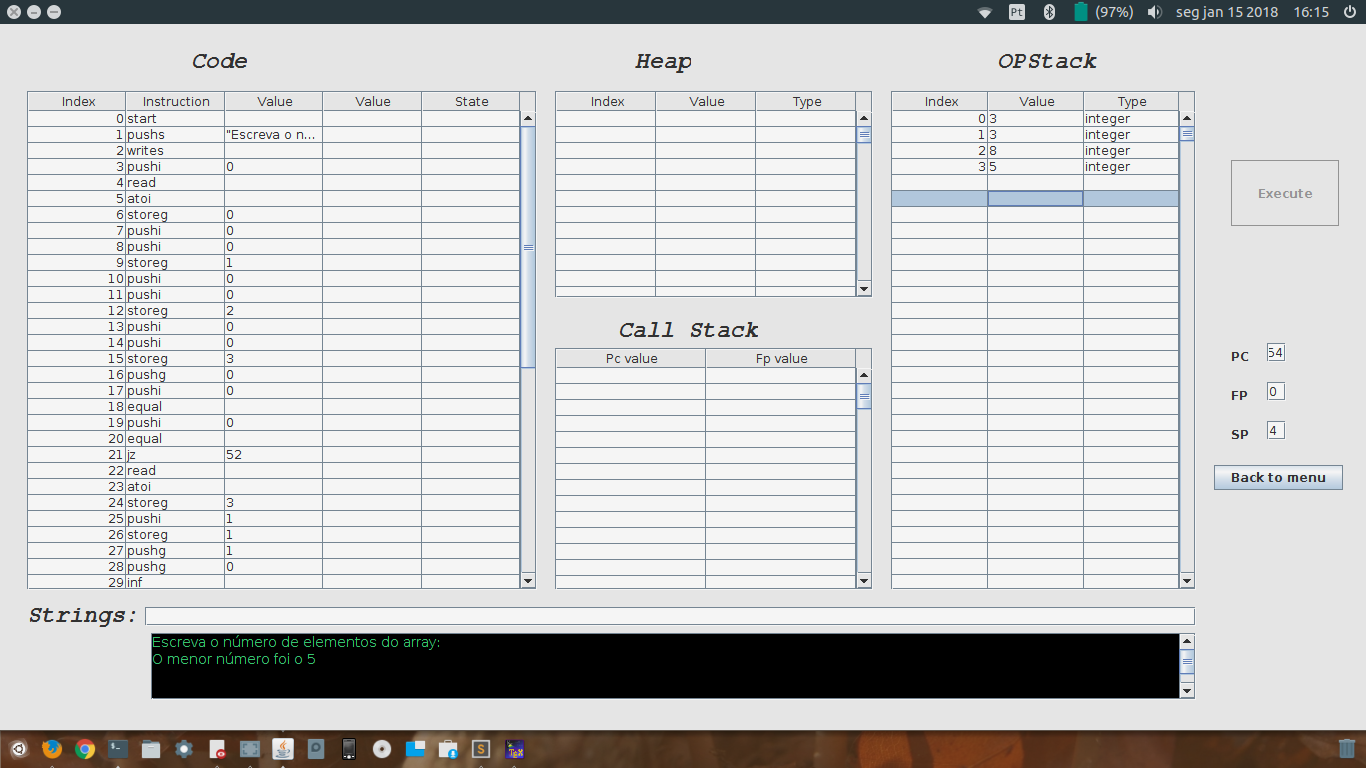 Pt (97%) seg jan 15 2018 16:15
Code Heap OPStack
Index Instruction Value Value State Index Value Type Index Value Type
0 start 0 3 integer
1 pushs "Escreva o n... 1 3 integer
2 writes 2 8 integer
3 pushi 0 3 5 integer
4 read
5 atoi Execute
6 storeg 0
7 pushi 0
8 pushi 0
9 storeg 1
10 pushi 0
11 pushi 0
12 storeg 2
13 pushi 0
14 pushi 0 Call Stack
15 storeg 3 Pc value Fp value PC 54
16 pushg 0
17 pushi 0 FP 0
18 equal
19 pushi 0 SP 4
20 equal
21 jz 52
22 read Back to menu
23 atoi
24 storeg 3
25 pushi 1
26 storeg 1
27 pushg 1
28 pushg 0
29 inf
Strings:
Escreva o número de elementos do array:
O menor número foi o 5